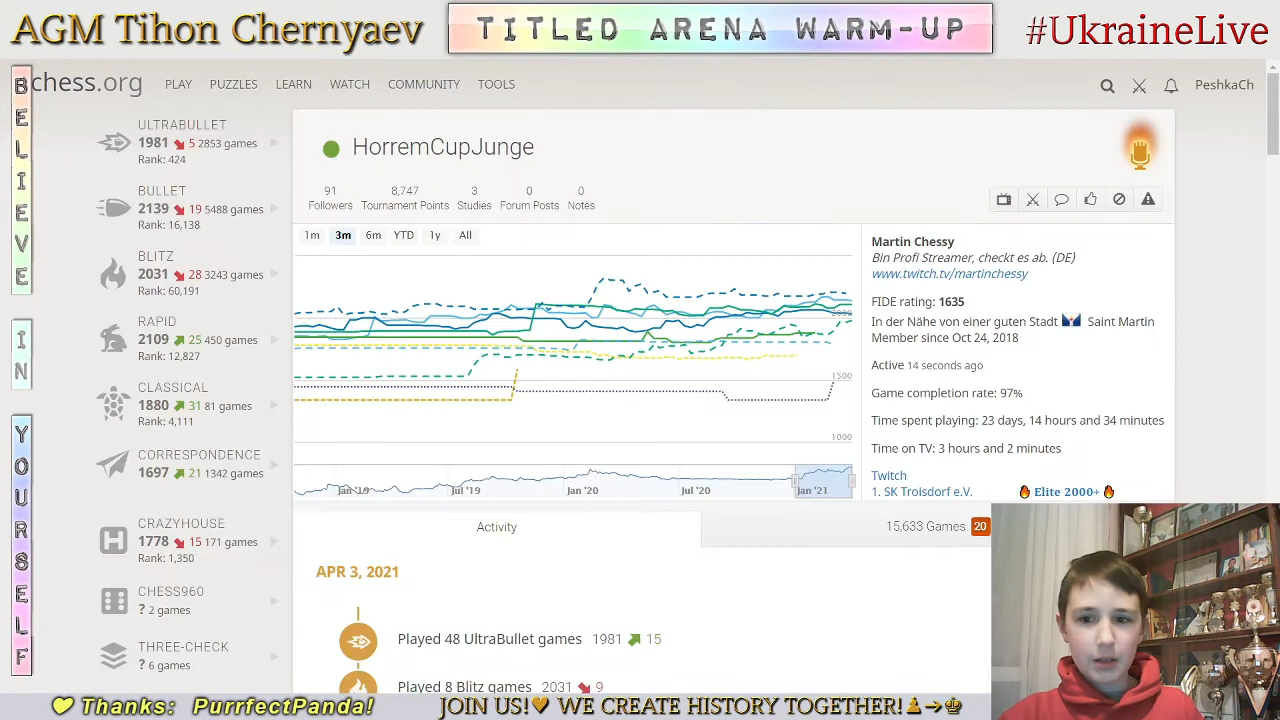 AGM Tihon Chernyaev
TITLED ARENA WARM-UP
#UkraineLive
BELIEVE
IN
YOURSELF
chess.org
PLAY PUZZLES LEARN WATCH COMMUNITY TOOLS
PeshkaCh
ULTRABULLET
1981 5 2853 games
Rank: 424
BULLET
2139 19 5488 games
Rank: 16,138
BLITZ
2031 28 3243 games
Rank: 60,191
RAPID
2109 25 450 games
Rank: 12,827
CLASSICAL
1880 31 81 games
Rank: 4,111
CORRESPONDENCE
1697 21 1342 games
CRAZYHOUSE
1778 15 171 games
Rank: 1,350
CHESS960
? 2 games
THREE-CHECK
? 6 games
HorremCupJunge
91 8,747 3 0 0
Followers Tournament Points Studies Forum Posts Notes
1m 3m 6m YTD 1y All
2000
1500
1000
Jan '19 Jul '19 Jan '20 Jul '20 Jan '21
Martin Chessy
Bin Profi Streamer, checkt es ab. (DE)
www.twitch.tv/martinchessy
FIDE rating: 1635
In der Nähe von einer guten Stadt Saint Martin
Member since Oct 24, 2018
Active 14 seconds ago
Game completion rate: 97%
Time spent playing: 23 days, 14 hours and 34 minutes
Time on TV: 3 hours and 2 minutes
Twitch
1. SK Troisdorf e.V. 🔥 Elite 2000+ 🔥
Activity
15,633 Games 20
APR 3, 2021
Played 48 UltraBullet games 1981 15
Played 8 Blitz games 2031 9
💛 Thanks: PurrfectPanda!
JOIN US!🧡 WE CREATE HISTORY TOGETHER!♟→♔